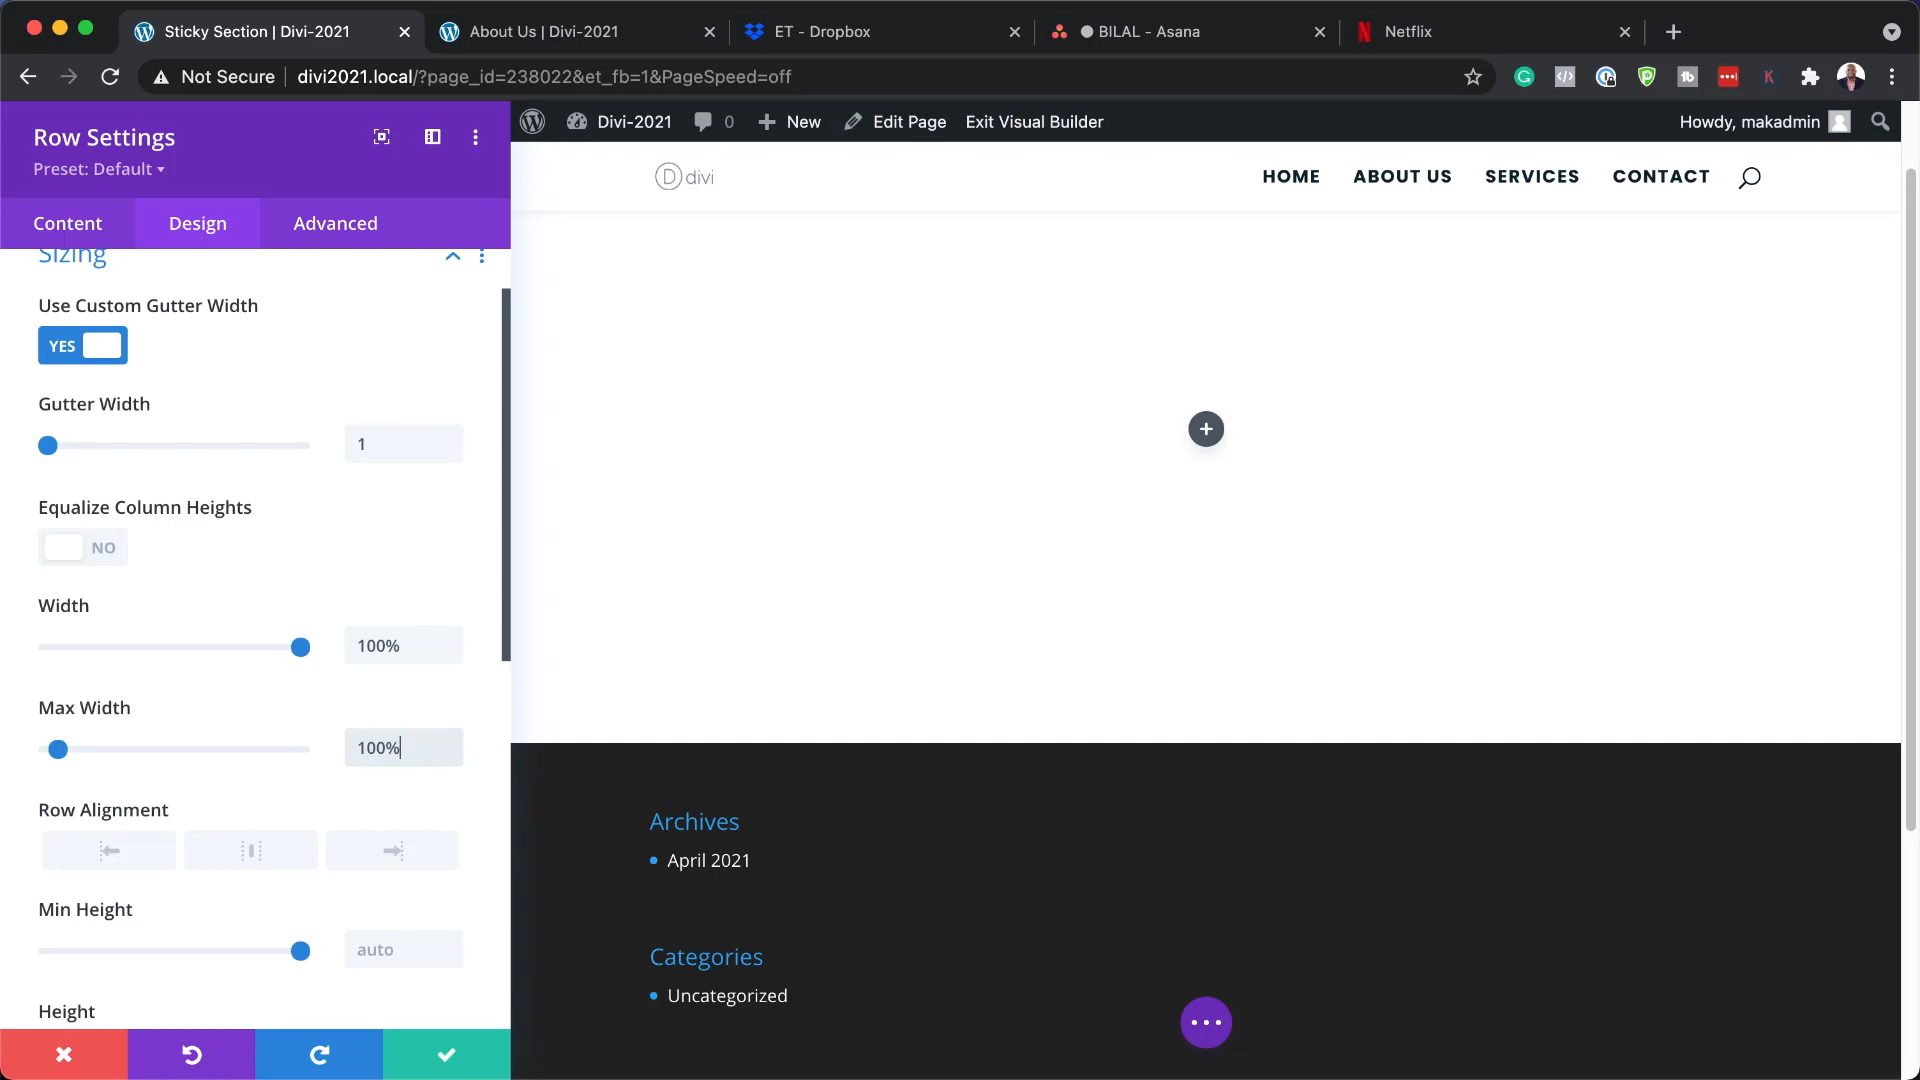 Sticky Section | Divi-2021
About Us | Divi-2021
ET - Dropbox
BILAL - Asana
Netflix
Not Secure
divi2021.local/?page_id=238022&et_fb=1&PageSpeed=off
Row Settings
Preset: Default
Content
Design
Advanced
Divi-2021
0
New
Edit Page
Exit Visual Builder
Howdy, makadmin
D divi
HOME
ABOUT US
SERVICES
CONTACT
Sizing
Use Custom Gutter Width
YES
Gutter Width
1
Equalize Column Heights
NO
Width
100%
Max Width
100%
Row Alignment
Min Height
auto
Height
Archives
April 2021
Categories
Uncategorized